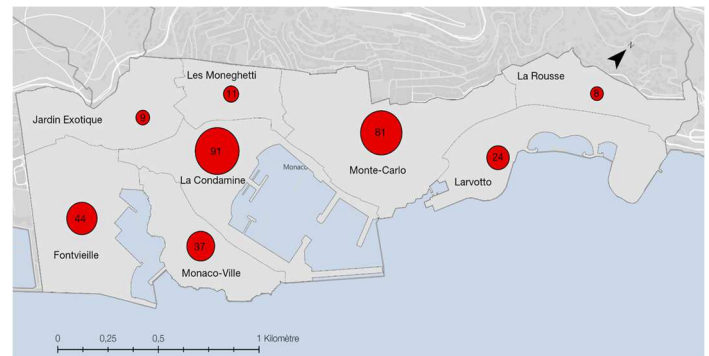 Les Moneghetti
La Rousse
N
11
8
Jardin Exotique
9
81
91
Monaco
Monte-Carlo
24
La Condamine
Larvotto
44
37
Fontvieille
Monaco-Ville
0 0,25 0,5 1 Kilomètre